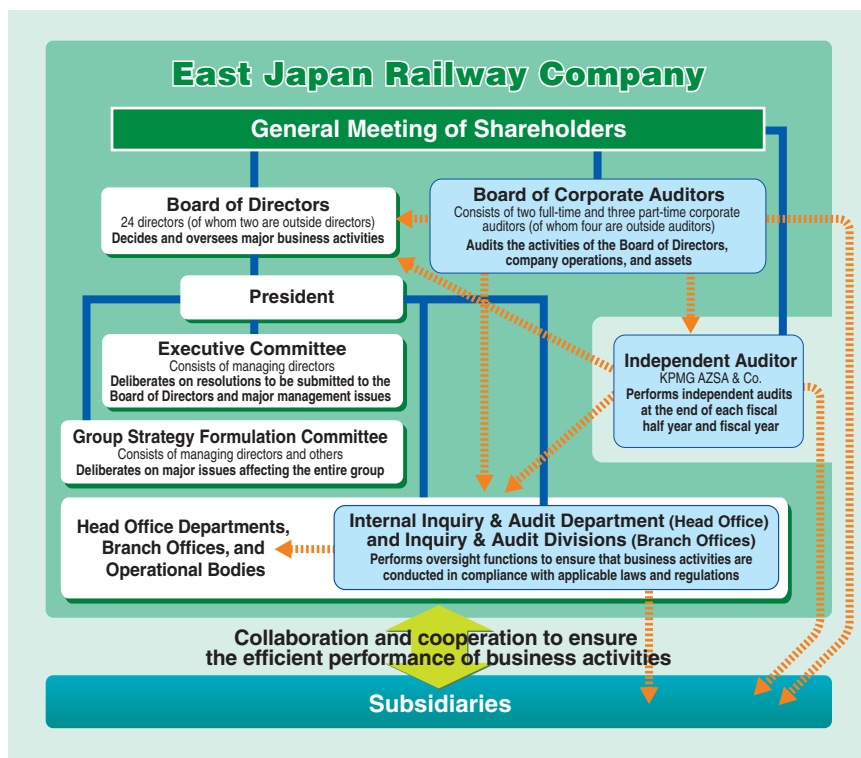 East Japan Railway Company
General Meeting of Shareholders
Board of Directors
24 directors (of whom two are outside directors)
Decides and oversees major business activities
Board of Corporate Auditors
Consists of two full-time and three part-time corporate
auditors (of whom four are outside auditors)
Audits the activities of the Board of Directors,
company operations, and assets
President
Executive Committee
Consists of managing directors
Deliberates on resolutions to be submitted to the
Board of Directors and major management issues
Independent Auditor
KPMG AZSA & Co.
Performs independent audits
at the end of each fiscal
half year and fiscal year
Group Strategy Formulation Committee
Consists of managing directors and others
Deliberates on major issues affecting the entire group
Head Office Departments,
Branch Offices, and
Operational Bodies
Internal Inquiry & Audit Department (Head Office)
and Inquiry & Audit Divisions (Branch Offices)
Performs oversight functions to ensure that business activities are
conducted in compliance with applicable laws and regulations
Collaboration and cooperation to ensure
the efficient performance of business activities
Subsidiaries